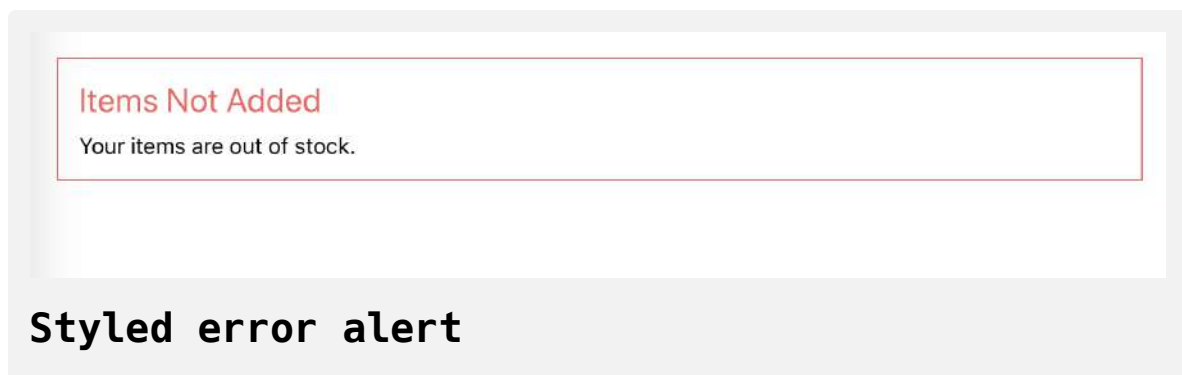 Items Not Added
Your items are out of stock.
Styled error alert